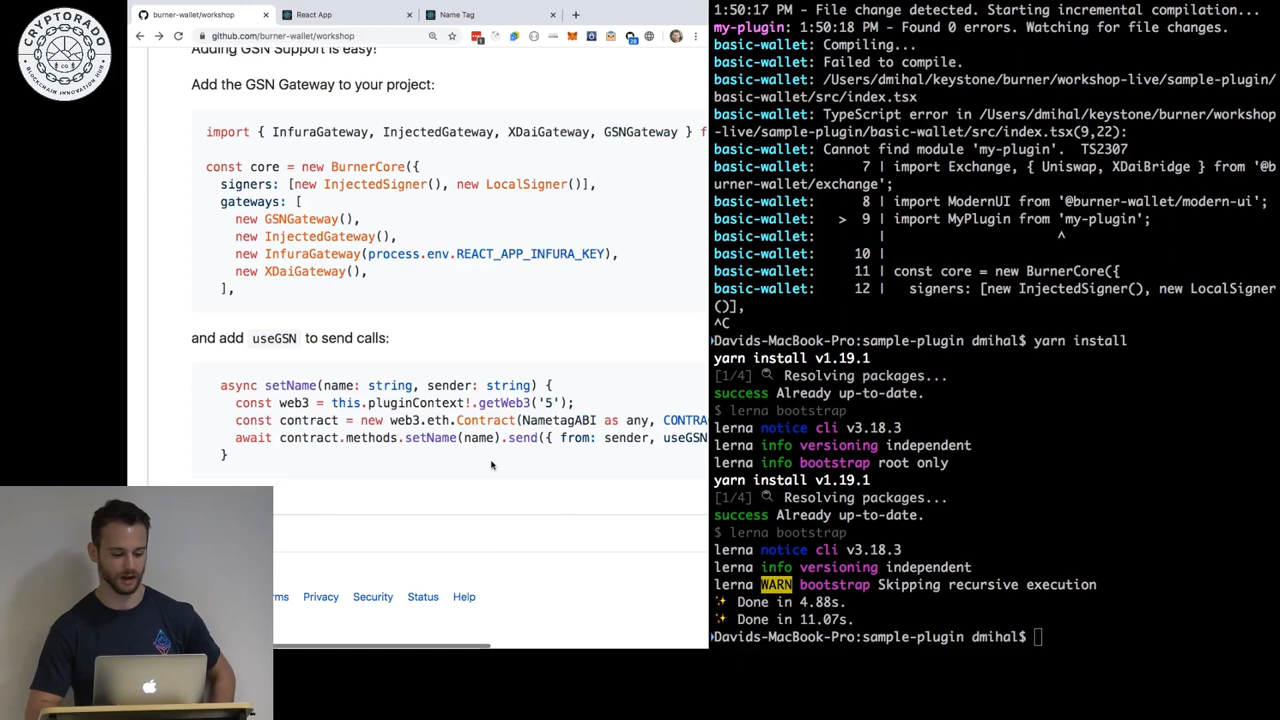 CRYPTORADO
CO
BLOCKCHAIN INNOVATION HUB
burner-wallet/workshop
React App
Name Tag
github.com/burner-wallet/workshop
Adding GSN Support is easy!
Add the GSN Gateway to your project:
import { InfuraGateway, InjectedGateway, XDaiGateway, GSNGateway } f
const core = new BurnerCore({
signers: [new InjectedSigner(), new LocalSigner()],
gateways: [
new GSNGateway(),
new InjectedGateway(),
new InfuraGateway(process.env.REACT_APP_INFURA_KEY),
new XDaiGateway(),
],
and add useGSN to send calls:
async setName(name: string, sender: string) {
const web3 = this.pluginContext!.getWeb3('5');
const contract = new web3.eth.Contract(NametagABI as any, CONTRA
await contract.methods.setName(name).send({ from: sender, useGSN
}
ms Privacy Security Status Help
1:50:17 PM - File change detected. Starting incremental compilation...
my-plugin: 1:50:18 PM - Found 0 errors. Watching for file changes.
basic-wallet: Compiling...
basic-wallet: Failed to compile.
basic-wallet: /Users/dmihal/keystone/burner/workshop-live/sample-plugin/
basic-wallet/src/index.tsx
basic-wallet: TypeScript error in /Users/dmihal/keystone/burner/workshop
-live/sample-plugin/basic-wallet/src/index.tsx(9,22):
basic-wallet: Cannot find module 'my-plugin'.  TS2307
basic-wallet: 7 | import Exchange, { Uniswap, XDaiBridge } from '@b
urner-wallet/exchange';
basic-wallet: 8 | import ModernUI from '@burner-wallet/modern-ui';
basic-wallet: > 9 | import MyPlugin from 'my-plugin';
basic-wallet: | ^
basic-wallet: 10 |
basic-wallet: 11 | const core = new BurnerCore({
basic-wallet: 12 | signers: [new InjectedSigner(), new LocalSigner
()],
^C
Davids-MacBook-Pro:sample-plugin dmihal$ yarn install
yarn install v1.19.1
[1/4] 🔍 Resolving packages...
success Already up-to-date.
$ lerna bootstrap
lerna notice cli v3.18.3
lerna info versioning independent
lerna info bootstrap root only
yarn install v1.19.1
[1/4] 🔍 Resolving packages...
success Already up-to-date.
$ lerna bootstrap
lerna notice cli v3.18.3
lerna info versioning independent
lerna WARN bootstrap Skipping recursive execution
✨ Done in 4.88s.
✨ Done in 11.07s.
Davids-MacBook-Pro:sample-plugin dmihal$